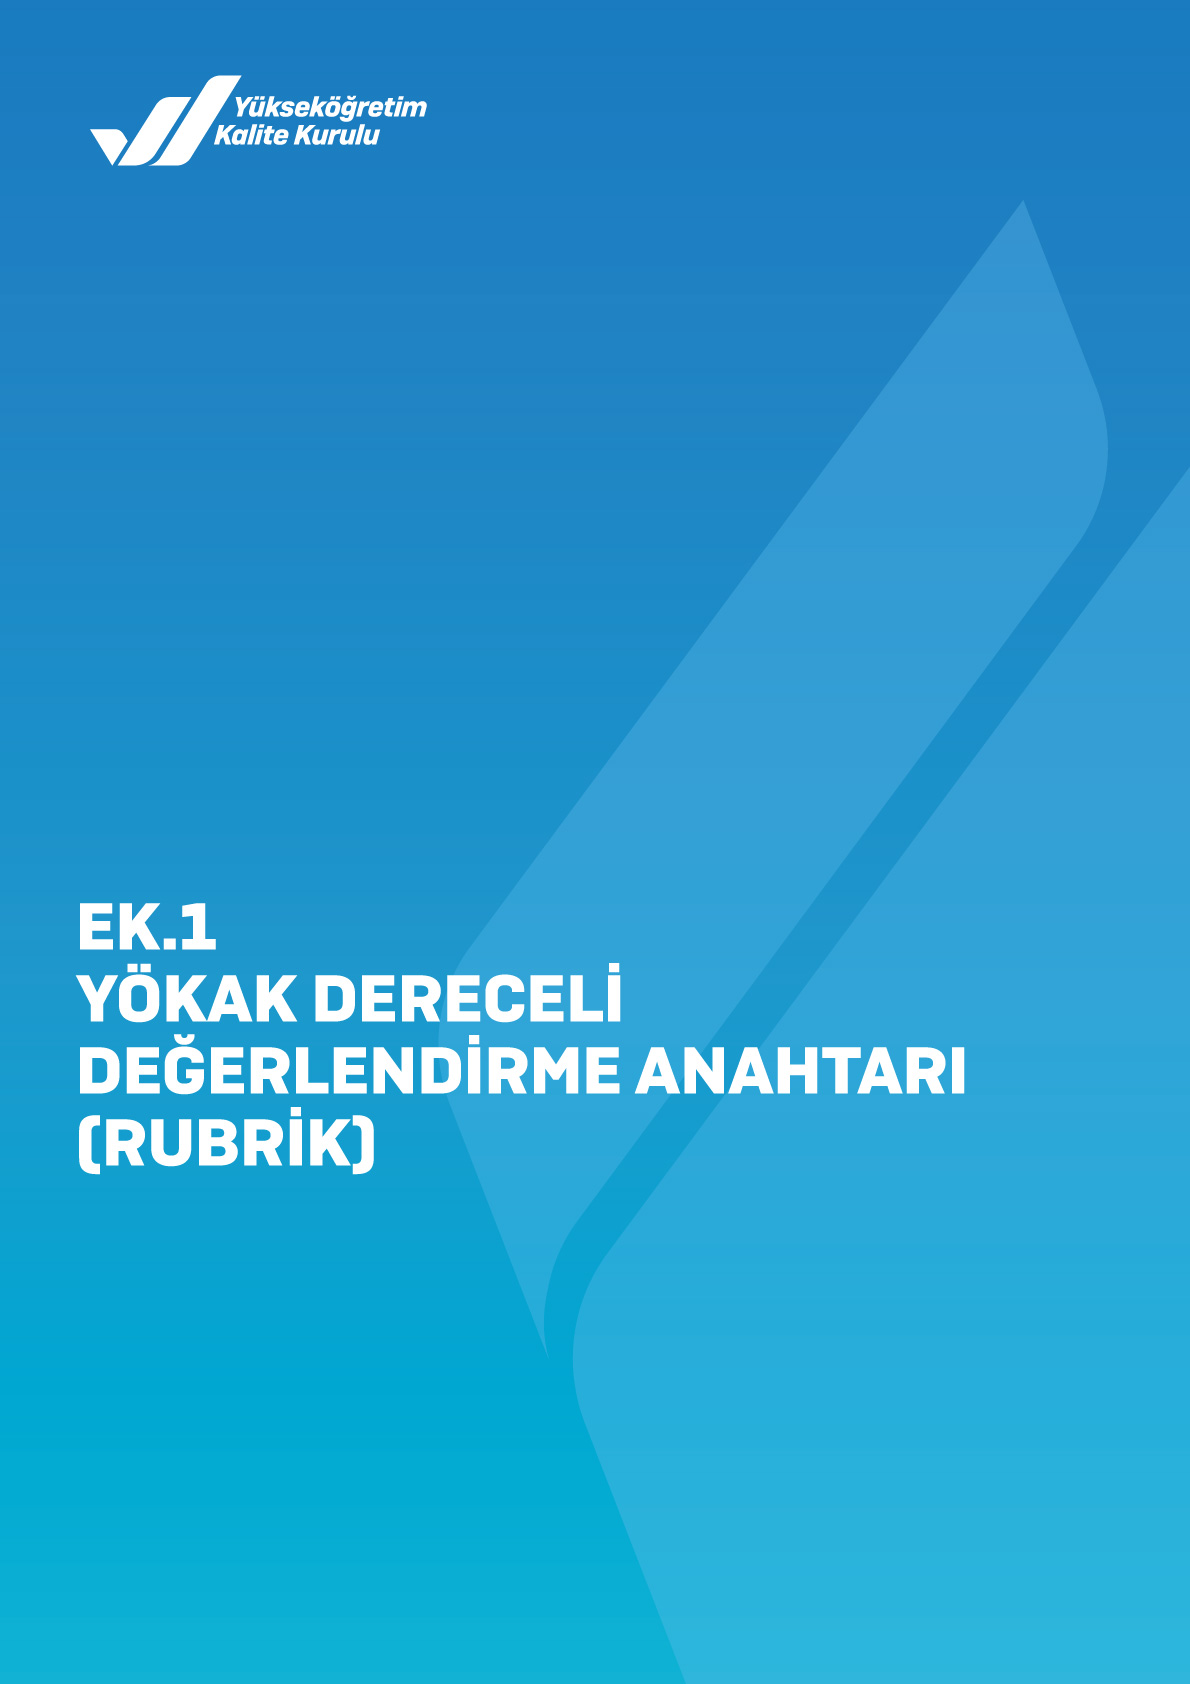 Yükseköğretim
Kalite Kurulu
EK.1
YÖKAK DERECELİ
DEĞERLENDİRME ANAHTARI
(RUBRİK)